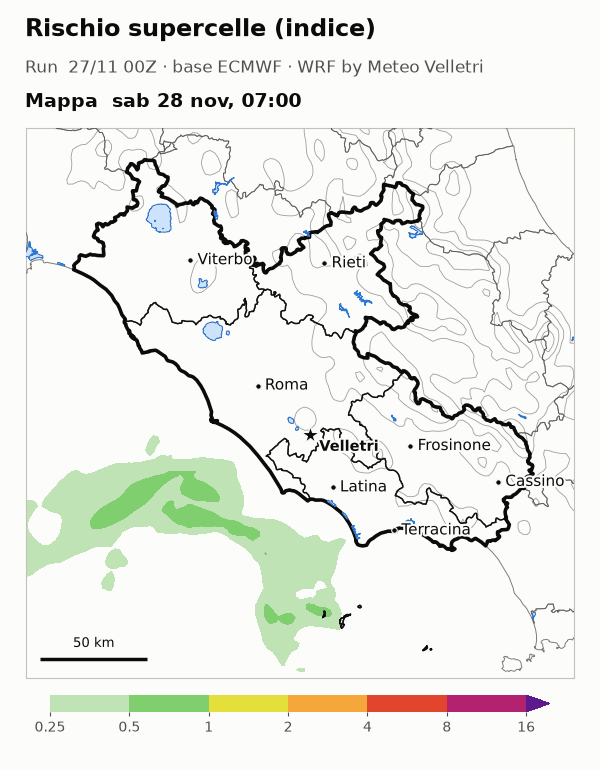 Rischio supercelle (indice)
Run  27/11 00Z · base ECMWF · WRF by Meteo Velletri
Mappa  sab 28 nov, 07:00
Viterbo
Rieti
Roma
Velletri
Frosinone
Cassino
Latina
Terracina
50 km
0.25 0.5 1 2 4 8 16